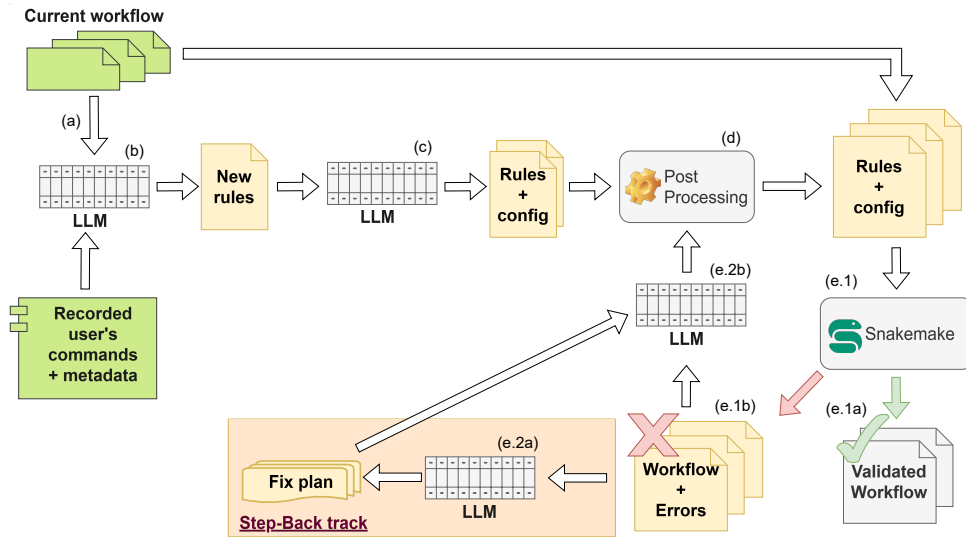 Current workflow
(a)
(b)
LLM
New
rules
(c)
LLM
Rules
+
config
(d)
Post
Processing
Rules
+
config
Recorded
user's
commands
+ metadata
(e.2b)
LLM
(e.1)
Snakemake
(e.1b)
(e.1a)
Workflow
+
Errors
Validated
Workflow
(e.2a)
LLM
Fix plan
Step-Back track